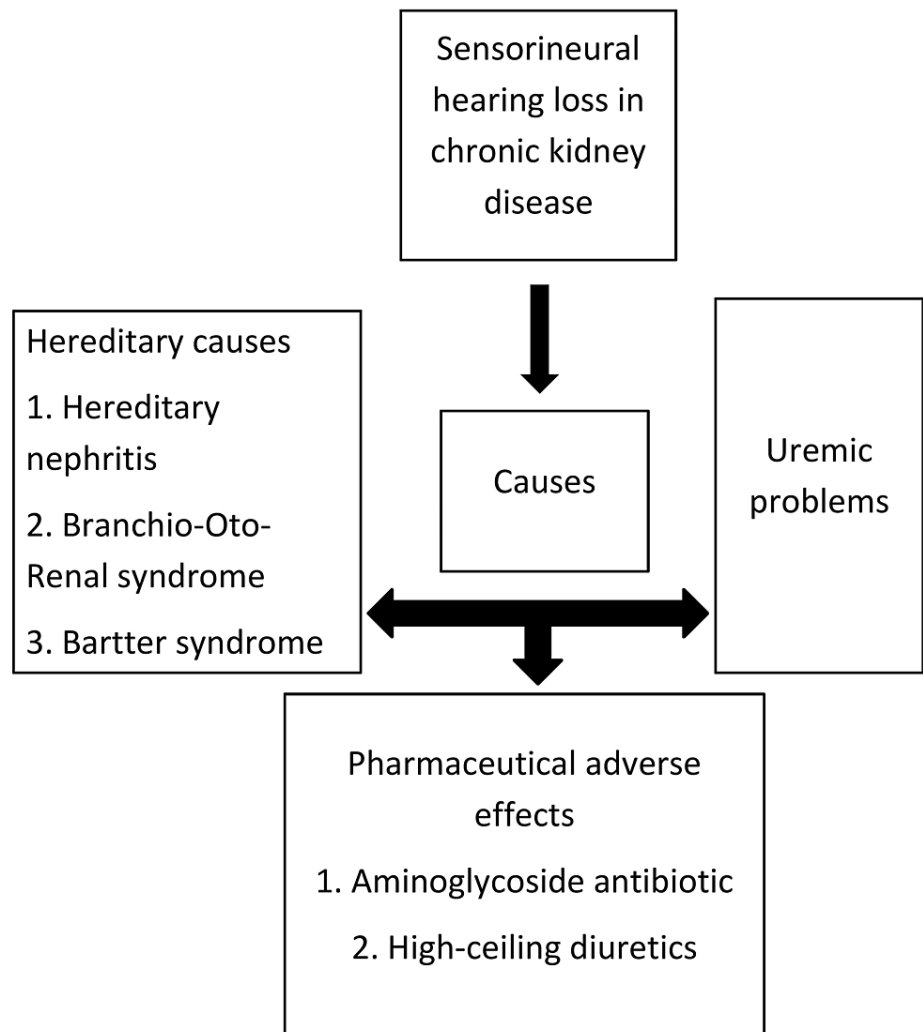 Sensorineural
hearing loss in
chronic kidney
disease
Hereditary causes
1. Hereditary
nephritis
2. Branchio-Oto-
Renal syndrome
3. Bartter syndrome
Causes
Uremic
problems
Pharmaceutical adverse
effects
1. Aminoglycoside antibiotic
2. High-ceiling diuretics